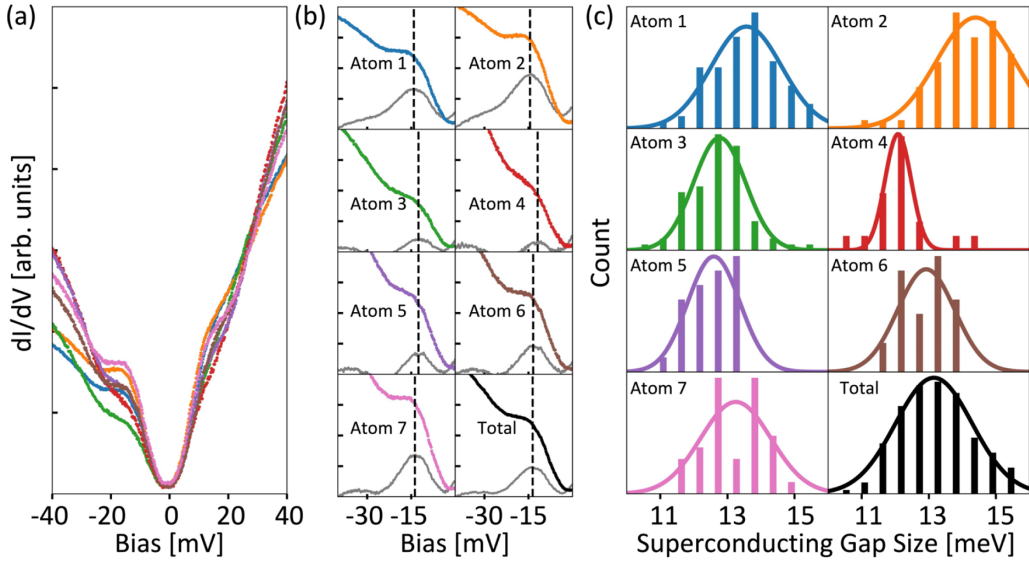 (a)
(b)
(c)
dI/dV [arb. units]
-40 -20 0 20 40
Bias [mV]
Atom 1
Atom 2
Atom 3
Atom 4
Atom 5
Atom 6
Atom 7
Total
-30 -15 -30 -15
Bias [mV]
Count
Atom 1
Atom 2
Atom 3
Atom 4
Atom 5
Atom 6
Atom 7
Total
11 13 15 11 13 15
Superconducting Gap Size [meV]